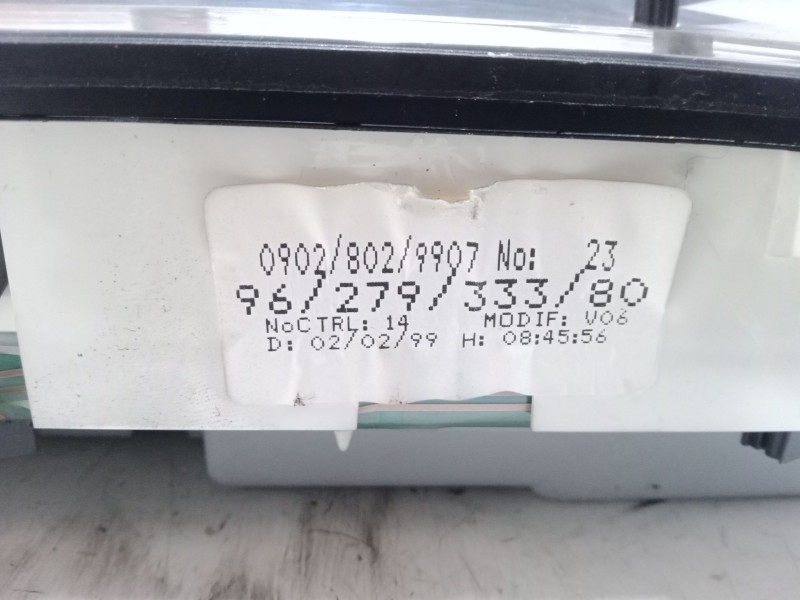 0902/802/9907 No: 23
96/279/333/80
NoCTRL: 14 MODIF: V06
D: 02/02/99 H: 08:45:56